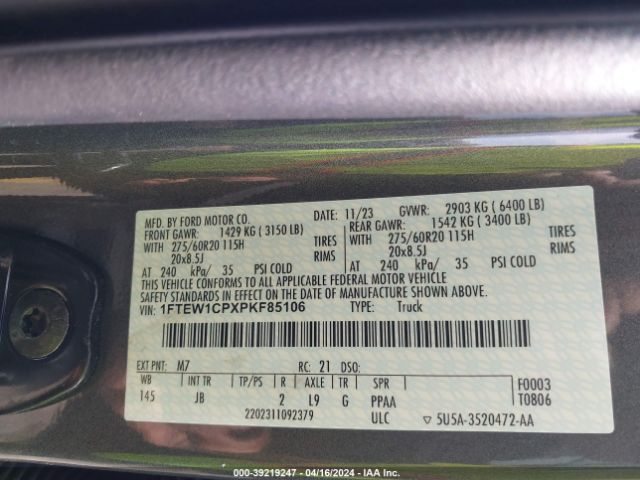 MFD. BY FORD MOTOR CO.
DATE: 11/23 GVWR: 2903 KG ( 6400 LB)
FRONT GAWR: 1429 KG ( 3150 LB)
REAR GAWR: 1542 KG ( 3400 LB)
WITH 275/60R20 115H TIRES
WITH 275/60R20 115H TIRES
20x8.5J RIMS
20x8.5J RIMS
AT 240 kPa/ 35 PSI COLD
AT 240 kPa/ 35 PSI COLD
THIS VEHICLE CONFORMS TO ALL APPLICABLE FEDERAL MOTOR VEHICLE
SAFETY STANDARDS IN EFFECT ON THE DATE OF MANUFACTURE SHOWN ABOVE.
VIN: 1FTEW1CPXPKF85106 TYPE: Truck
EXT PNT: M7 RC: 21 DSO:
WB INT TR TP/PS R AXLE TR SPR
145 JB 2 L9 G PPAA
F0003
T0806
2202311092379 ULC ▽ 5U5A-3520472-AA
000-39219247 - 04/16/2024 - IAA Inc.